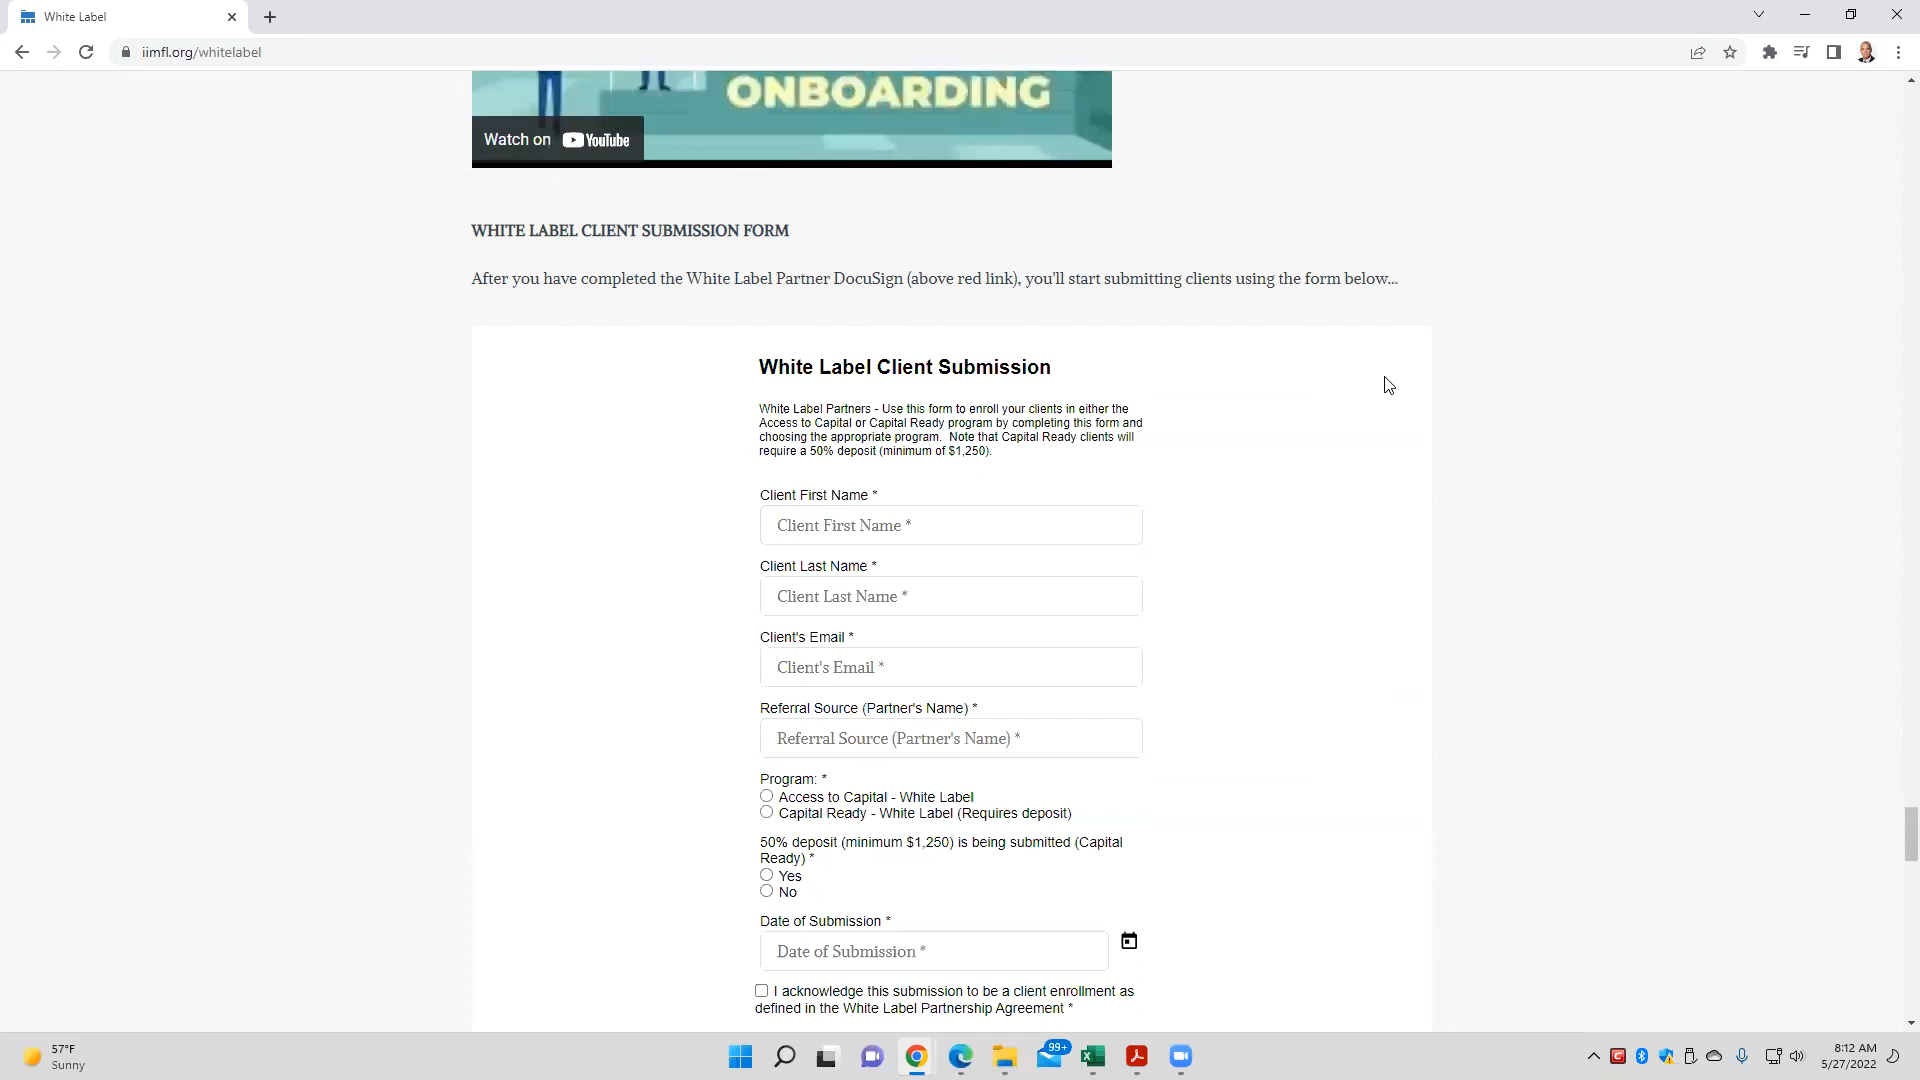 White Label
iimfl.org/whitelabel
ONBOARDING
Watch on YouTube
WHITE LABEL CLIENT SUBMISSION FORM
After you have completed the White Label Partner DocuSign (above red link), you'll start submitting clients using the form below...
White Label Client Submission
White Label Partners - Use this form to enroll your clients in either the
Access to Capital or Capital Ready program by completing this form and
choosing the appropriate program.  Note that Capital Ready clients will
require a 50% deposit (minimum of $1,250).
Client First Name *
Client First Name *
Client Last Name *
Client Last Name *
Client's Email *
Client's Email *
Referral Source (Partner's Name) *
Referral Source (Partner's Name) *
Program: *
Access to Capital - White Label
Capital Ready - White Label (Requires deposit)
50% deposit (minimum $1,250) is being submitted (Capital
Ready) *
Yes
No
Date of Submission *
Date of Submission *
I acknowledge this submission to be a client enrollment as
defined in the White Label Partnership Agreement *
57°F
Sunny
99+
8:12 AM
5/27/2022